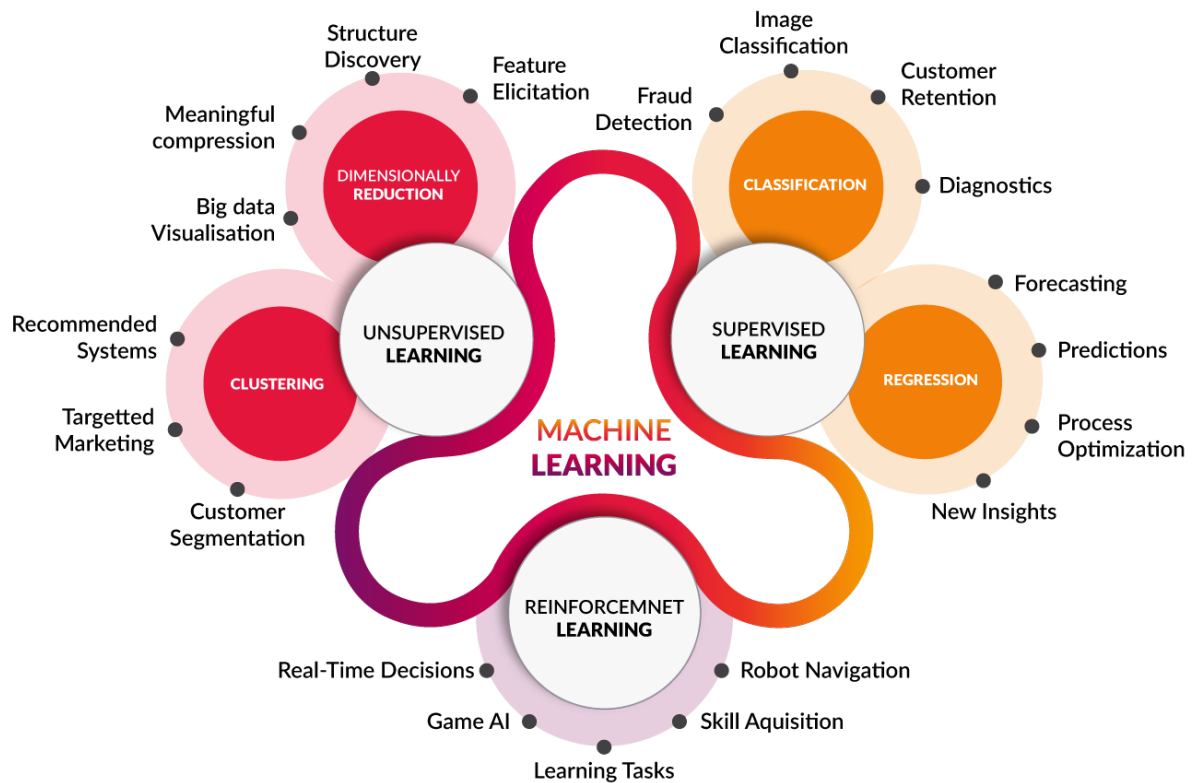 Structure
Discovery
Feature
Elicitation
Meaningful
compression
Big data
Visualisation
DIMENSIONALLY
REDUCTION
Recommended
Systems
Targetted
Marketing
Customer
Segmentation
CLUSTERING
UNSUPERVISED
LEARNING
Image
Classification
Customer
Retention
Fraud
Detection
Diagnostics
CLASSIFICATION
SUPERVISED
LEARNING
Forecasting
Predictions
Process
Optimization
New Insights
REGRESSION
MACHINE
LEARNING
REINFORCEMNET
LEARNING
Real-Time Decisions
Game AI
Learning Tasks
Skill Aquisition
Robot Navigation